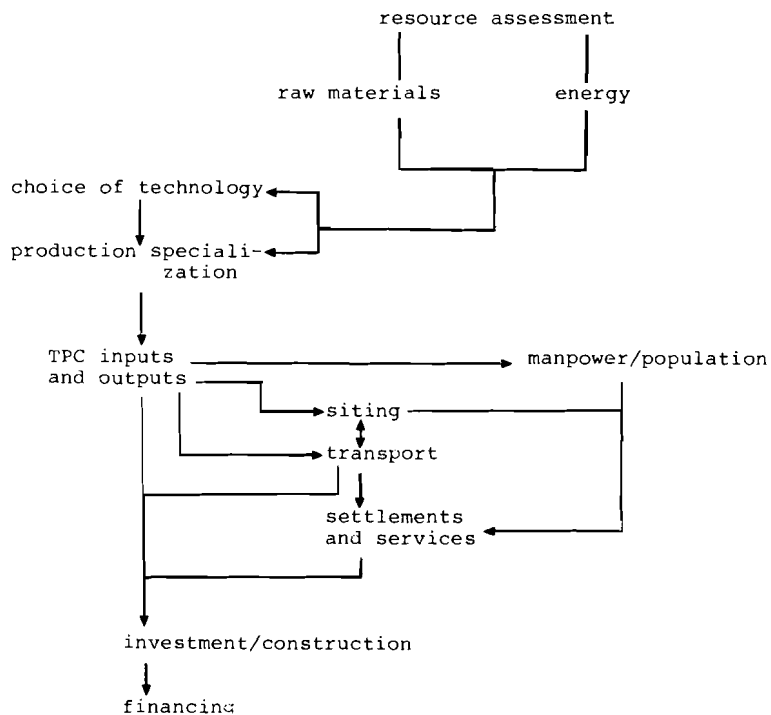 resource assessment
raw materials energy
choice of technology
production speciali-
zation
TPC inputs
and outputs
manpower/population
siting
transport
settlements
and services
investment/construction
financing